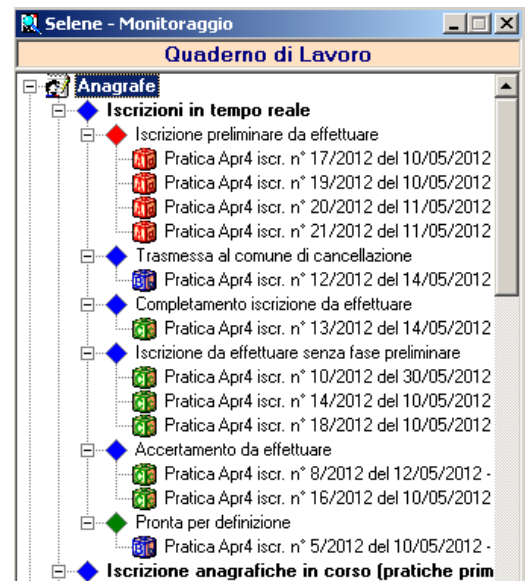 Selene - Monitoraggio
Quaderno di Lavoro
Anagrafe
Iscrizioni in tempo reale
Iscrizione preliminare da effettuare
Pratica Apr4 iscr. n° 17/2012 del 10/05/2012
Pratica Apr4 iscr. n° 19/2012 del 10/05/2012
Pratica Apr4 iscr. n° 20/2012 del 11/05/2012
Pratica Apr4 iscr. n° 21/2012 del 11/05/2012
Trasmessa al comune di cancellazione
Pratica Apr4 iscr. n° 12/2012 del 14/05/2012
Completamento iscrizione da effettuare
Pratica Apr4 iscr. n° 13/2012 del 14/05/2012
Iscrizione da effettuare senza fase preliminare
Pratica Apr4 iscr. n° 10/2012 del 30/05/2012
Pratica Apr4 iscr. n° 14/2012 del 10/05/2012
Pratica Apr4 iscr. n° 18/2012 del 10/05/2012
Accertamento da effettuare
Pratica Apr4 iscr. n° 8/2012 del 12/05/2012 -
Pratica Apr4 iscr. n° 16/2012 del 10/05/2012
Pronta per definizione
Pratica Apr4 iscr. n° 5/2012 del 10/05/2012 -
Iscrizione anagrafiche in corso (pratiche prim